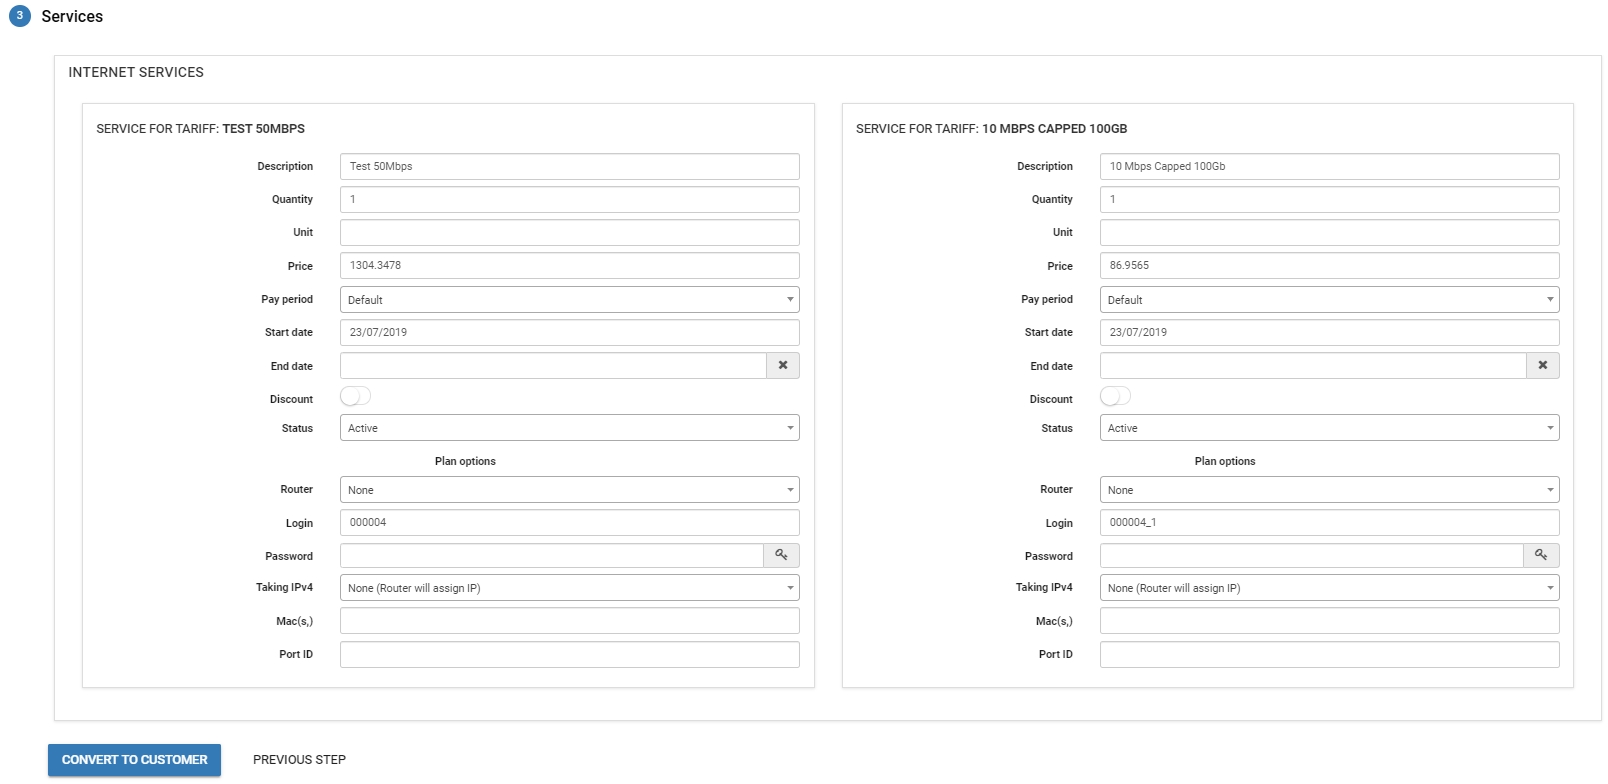 3 Services
INTERNET SERVICES
SERVICE FOR TARIFF: TEST 50MBPS
Description Test 50Mbps
Quantity 1
Unit
Price 1304.3478
Pay period Default
Start date 23/07/2019
End date
Discount
Status Active
Plan options
Router None
Login 000004
Password
Taking IPv4 None (Router will assign IP)
Mac(s,)
Port ID
SERVICE FOR TARIFF: 10 MBPS CAPPED 100GB
Description 10 Mbps Capped 100Gb
Quantity 1
Unit
Price 86.9565
Pay period Default
Start date 23/07/2019
End date
Discount
Status Active
Plan options
Router None
Login 000004_1
Password
Taking IPv4 None (Router will assign IP)
Mac(s,)
Port ID
CONVERT TO CUSTOMER PREVIOUS STEP